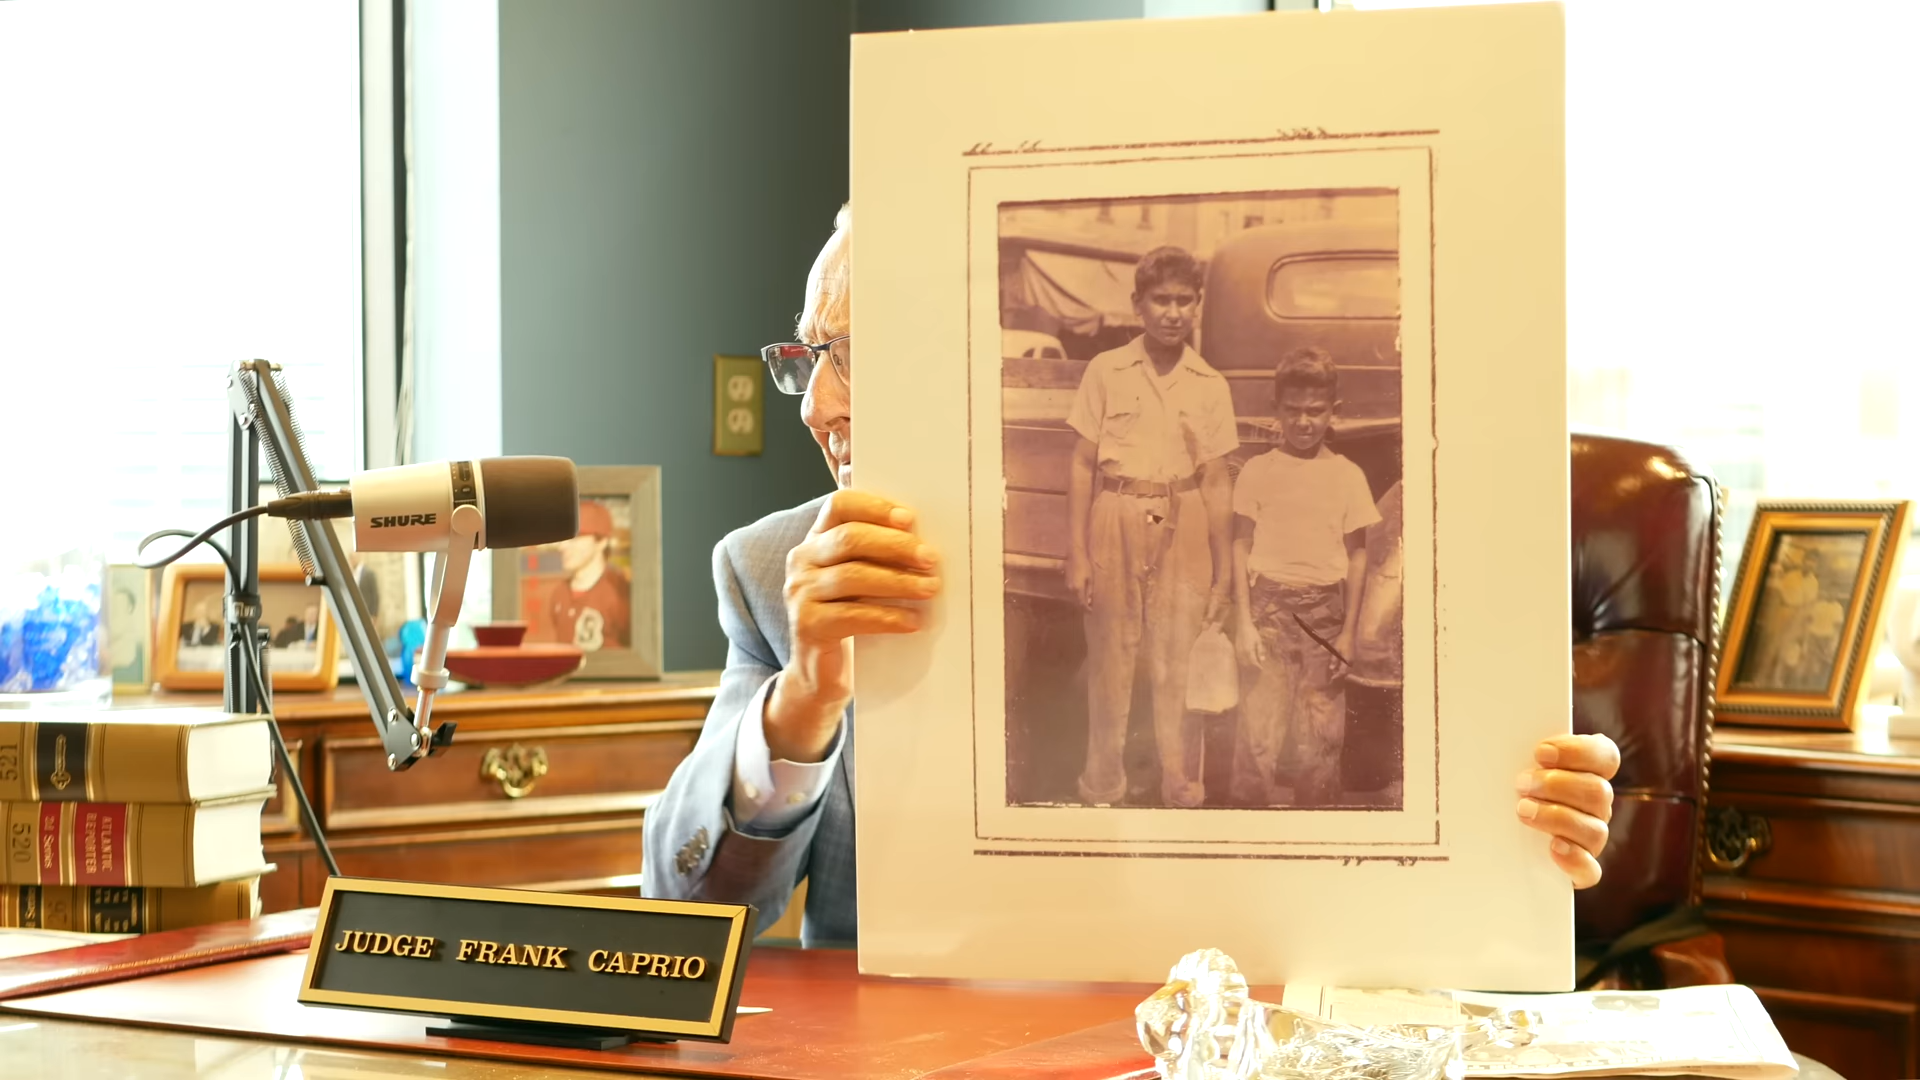 SHURE
521
ATLANTIC
REPORTER
2d Series
520
JUDGE FRANK CAPRIO